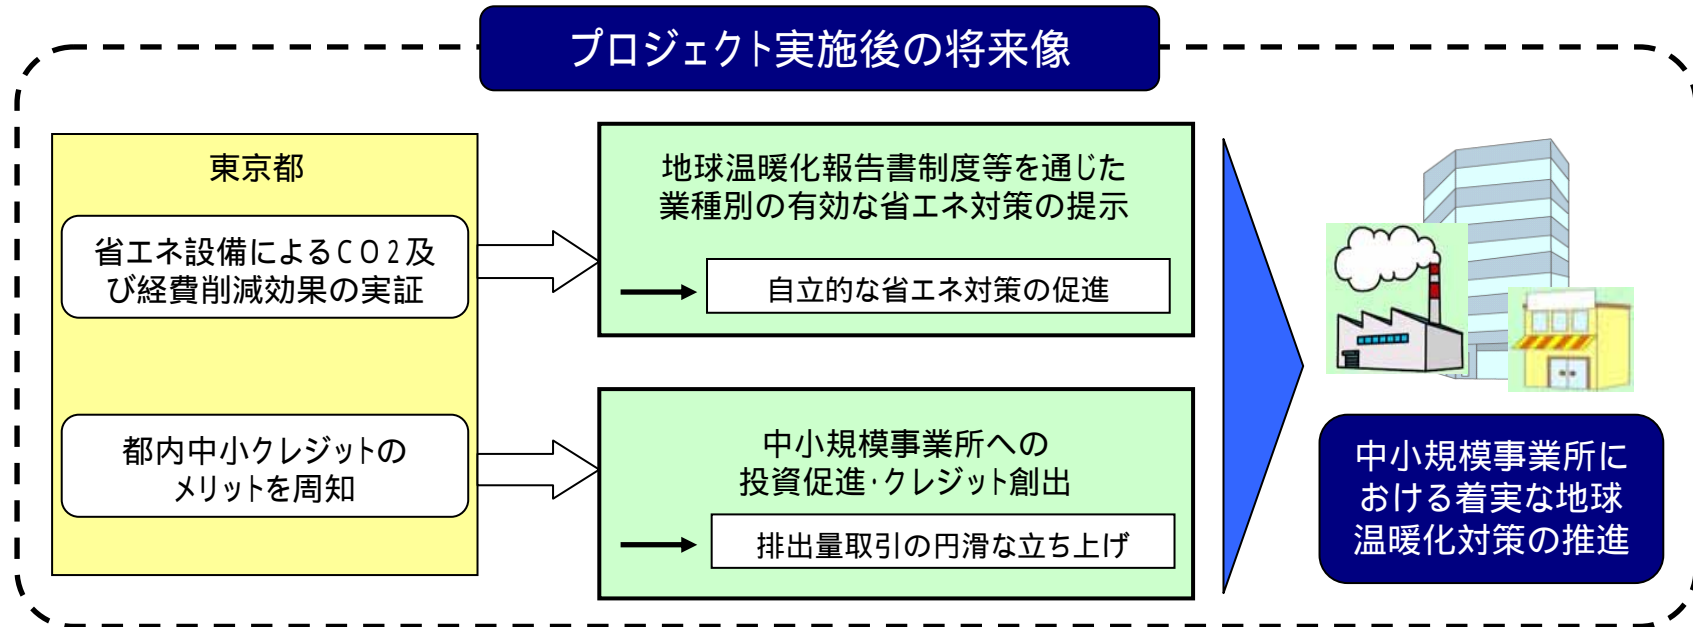 プロジェクト実施後の将来像
東京都
省エネ設備によるCO2及
び経費削減効果の実証
都内中小クレジットの
メリットを周知
地球温暖化報告書制度等を通じた
業種別の有効な省エネ対策の提示
自立的な省エネ対策の促進
中小規模事業所への
投資促進・クレジット創出
排出量取引の円滑な立ち上げ
中小規模事業所に
おける着実な地球
温暖化対策の推進